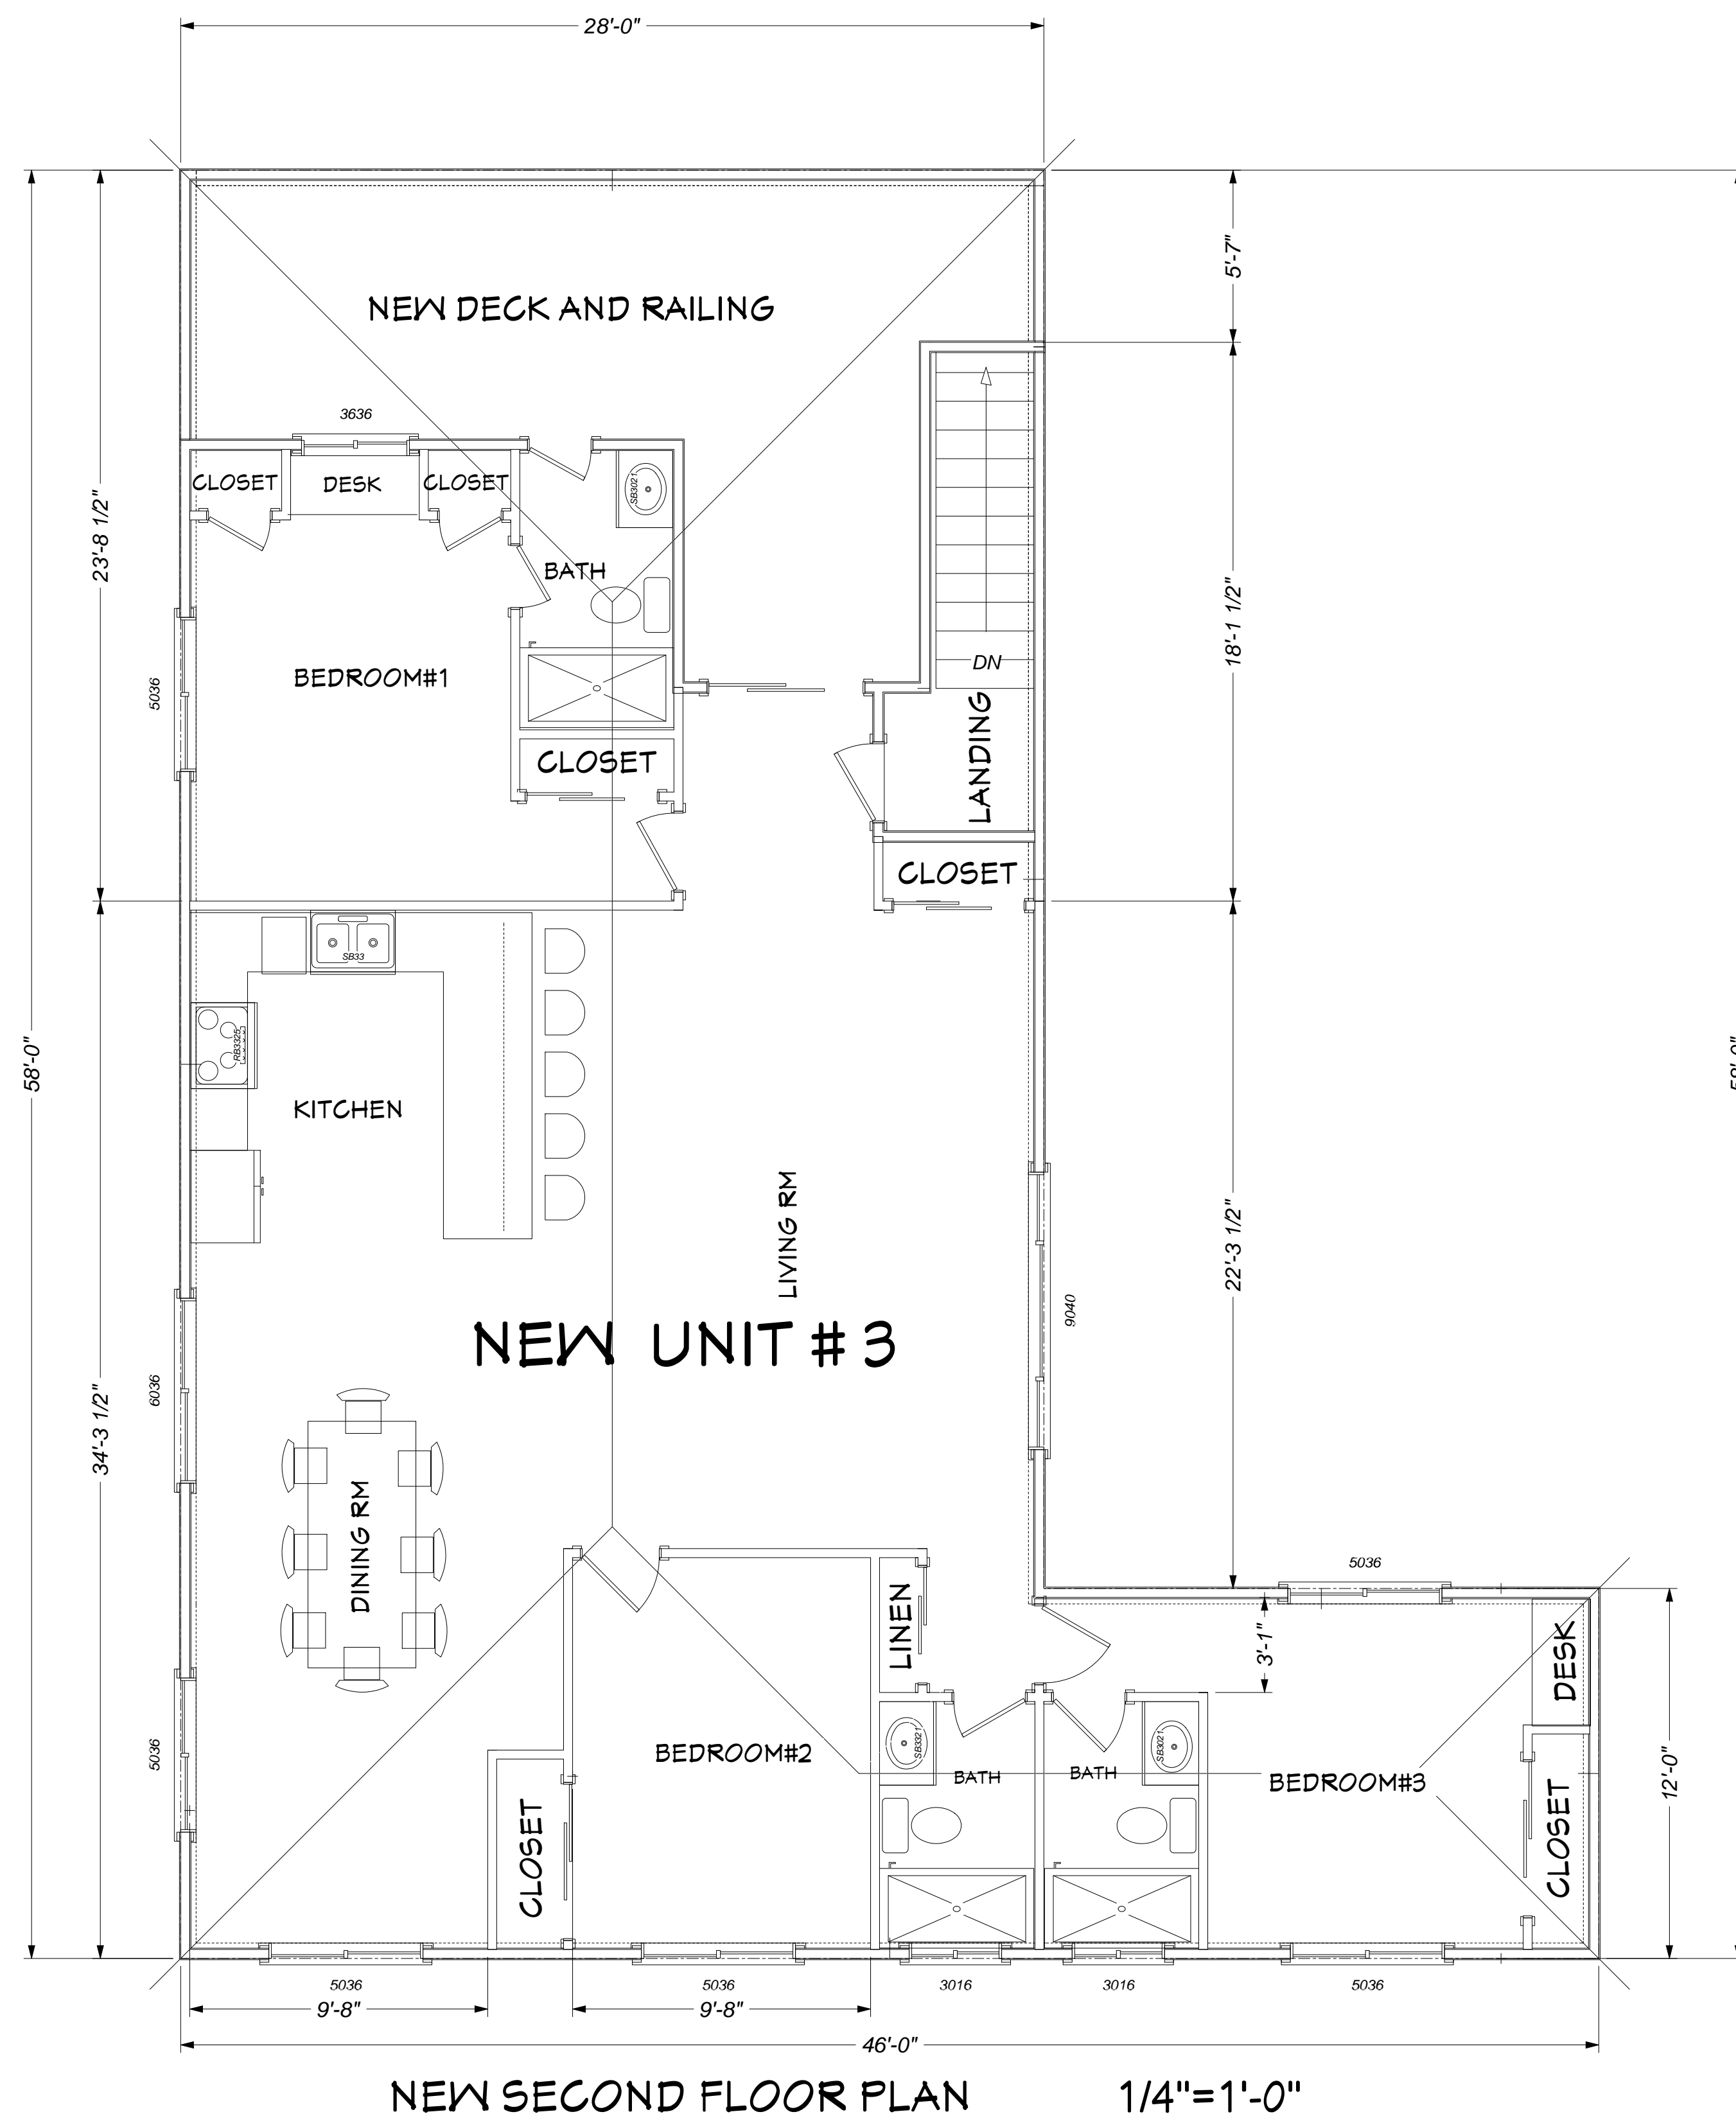 28'-0"
5'-7"
NEW DECK AND RAILING
3636
CLOSET
DESK
CLOSET
SB3021
23'-8 1/2"
BATH
18'-1 1/2"
DN
BEDROOM#1
5036
LANDING
CLOSET
CLOSET
SB33
RB3325
58'-0"
58'-0"
KITCHEN
LIVING RM
22'-3 1/2"
9040
NEW UNIT # 3
6036
34'-3 1/2"
DINING RM
5036
LINEN
3'-1"
DESK
5036
BEDROOM#2
SB3321
SB3021
BATH
BATH
BEDROOM#3
12'-0"
CLOSET
CLOSET
5036
5036
3016
3016
5036
9'-8"
9'-8"
46'-0"
NEW SECOND FLOOR PLAN
1/4"=1'-0"